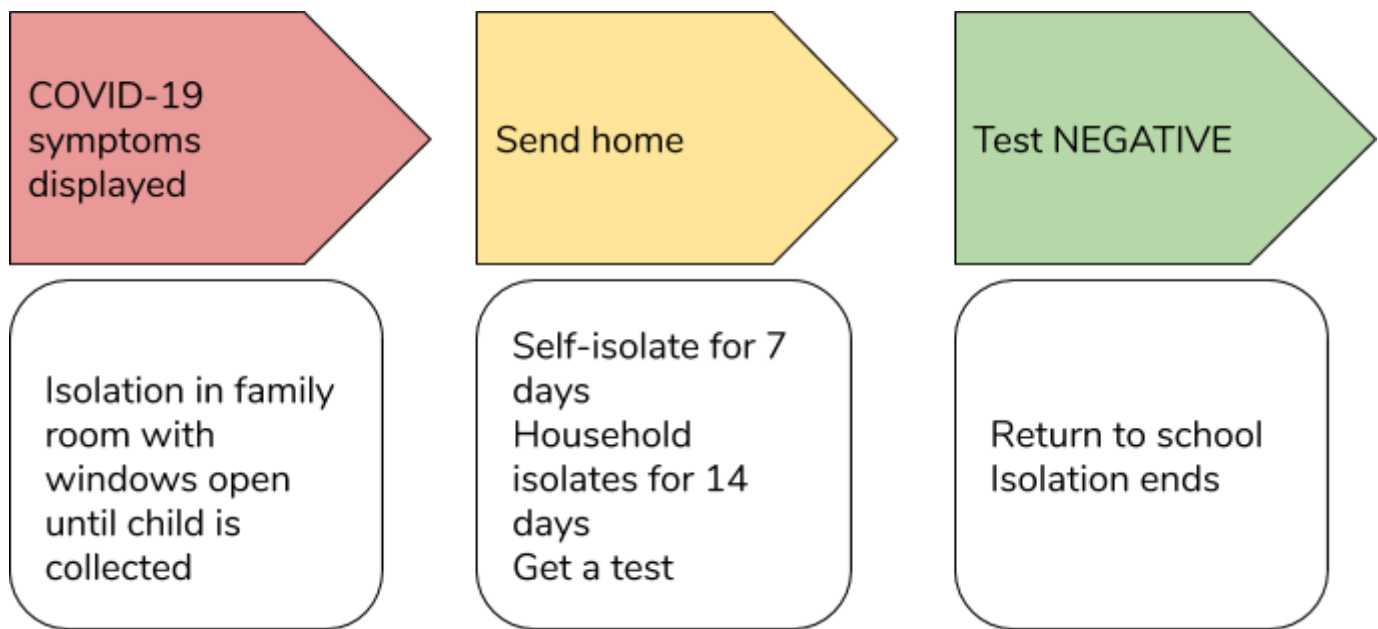 COVID-19
symptoms
displayed
Isolation in family
room with
windows open
until child is
collected
Send home
Self-isolate for 7
days
Household
isolates for 14
days
Get a test
Test NEGATIVE
Return to school
Isolation ends